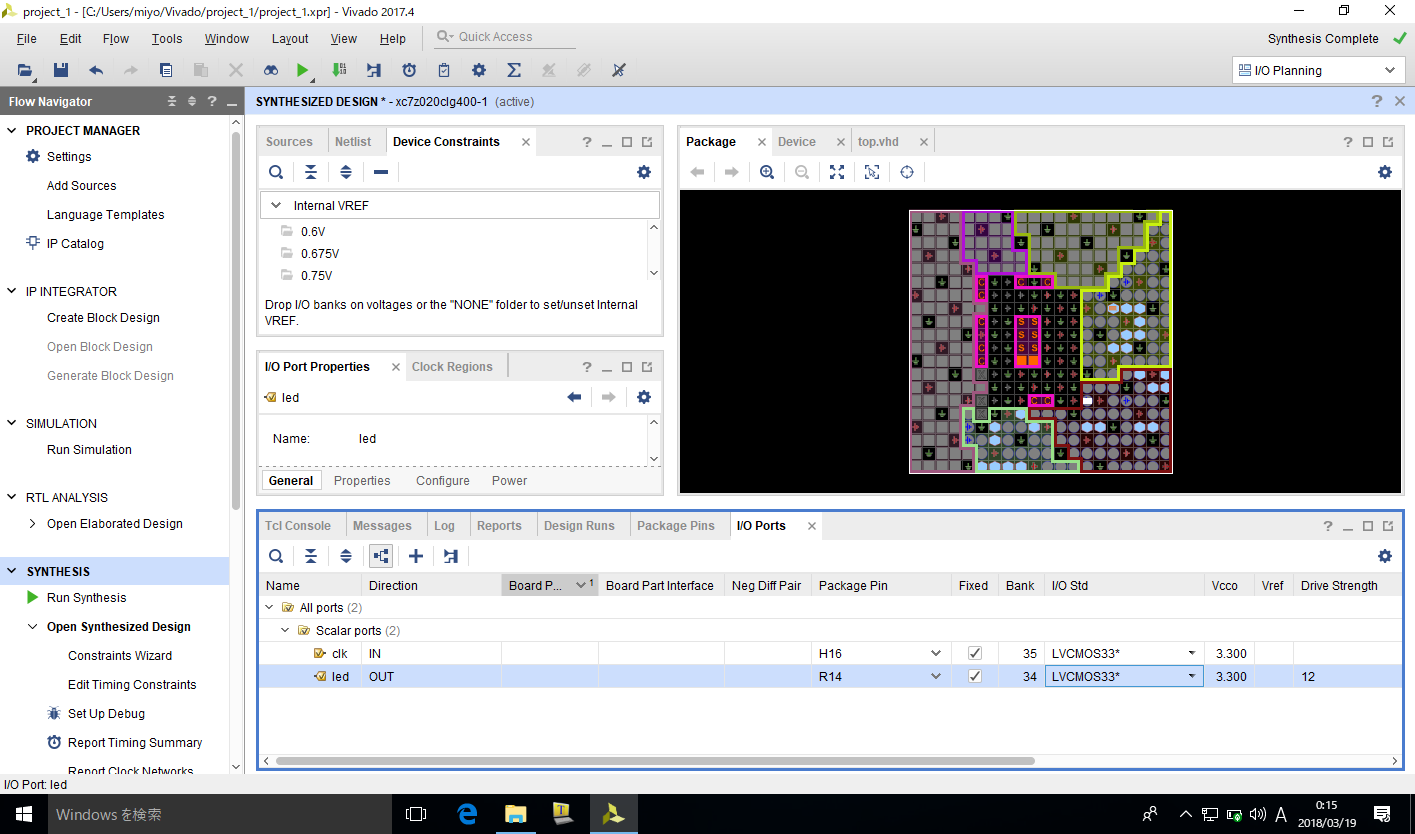 project_1 - [C:/Users/miyo/Vivado/project_1/project_1.xpr] - Vivado 2017.4
File Edit Flow Tools Window Layout View Help Quick Access
Synthesis Complete
I/O Planning
Flow Navigator
SYNTHESIZED DESIGN * - xc7z020clg400-1 (active)
PROJECT MANAGER
Settings
Add Sources
Language Templates
IP Catalog
IP INTEGRATOR
Create Block Design
Open Block Design
Generate Block Design
SIMULATION
Run Simulation
RTL ANALYSIS
Open Elaborated Design
SYNTHESIS
Run Synthesis
Open Synthesized Design
Constraints Wizard
Edit Timing Constraints
Set Up Debug
Report Timing Summary
Report Clock Networks
Sources Netlist Device Constraints
Internal VREF
0.6V
0.675V
0.75V
Drop I/O banks on voltages or the "NONE" folder to set/unset Internal
VREF.
I/O Port Properties Clock Regions
led
Name: led
General Properties Configure Power
Package Device top.vhd
Tcl Console Messages Log Reports Design Runs Package Pins I/O Ports
Name Direction Board P... 1 Board Part Interface Neg Diff Pair Package Pin Fixed Bank I/O Std Vcco Vref Drive Strength
All ports (2)
Scalar ports (2)
clk IN H16 35 LVCMOS33* 3.300
led OUT R14 34 LVCMOS33* 3.300 12
I/O Port: led
Windows を検索
A
0:15
2018/03/19